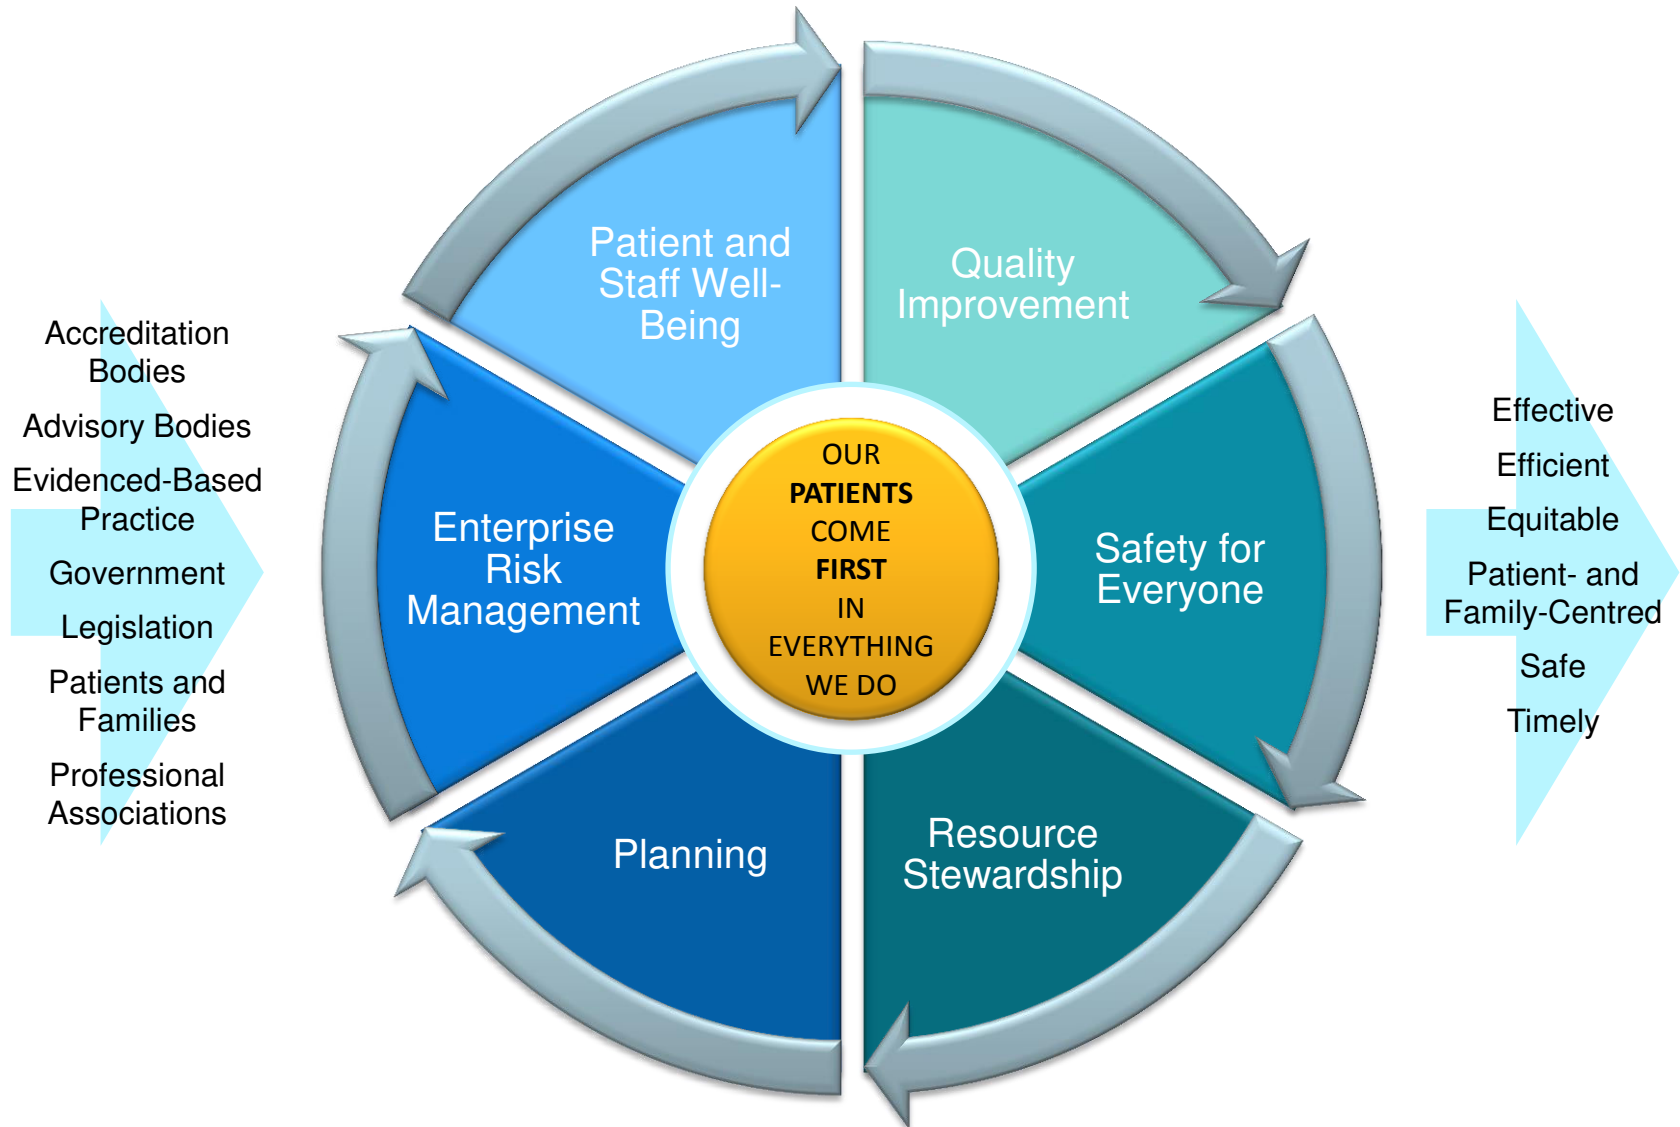 Accreditation
Bodies
Advisory Bodies
Evidenced-Based
Practice
Government
Legislation
Patients and
Families
Professional
Associations
Patient and
Staff Well-
Being
Quality
Improvement
Enterprise
Risk
Management
OUR
PATIENTS
COME
FIRST
IN
EVERYTHING
WE DO
Safety for
Everyone
Planning
Resource
Stewardship
Effective
Efficient
Equitable
Patient- and
Family-Centred
Safe
Timely